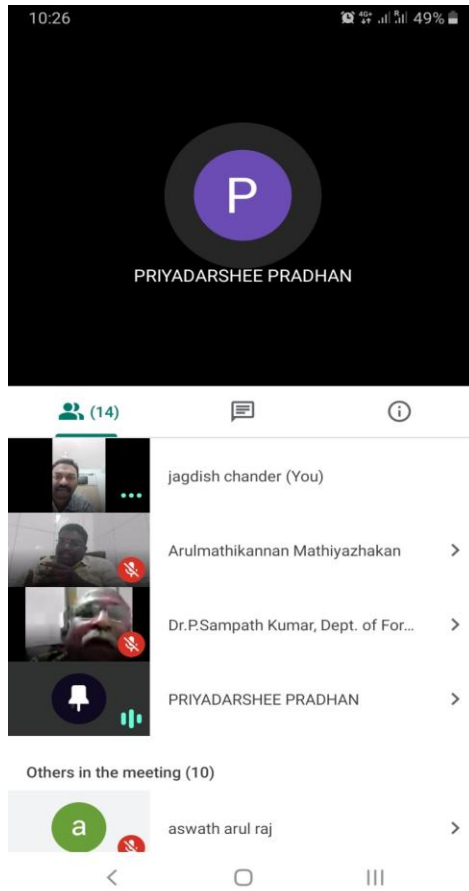 10:26
4G+ R 49%
P
PRIYADARSHEE PRADHAN
(14)
jagdish chander (You)
Arulmathikannan Mathiyazhakan
Dr.P.Sampath Kumar, Dept. of For...
PRIYADARSHEE PRADHAN
Others in the meeting (10)
a
aswath arul raj